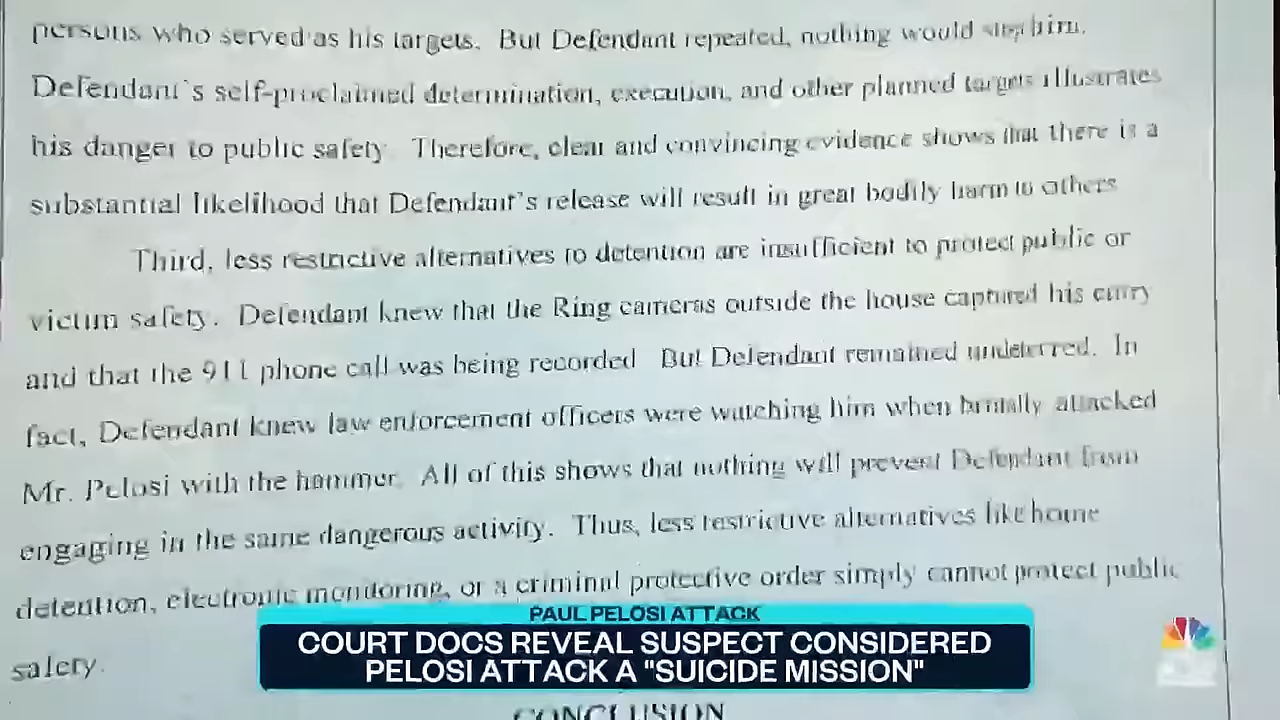 persons who served as his targets. But Defendant repeated, nothing would stop him.
Defendant's self-proclaimed determination, execution, and other planned targets illustrates
his danger to public safety. Therefore, clear and convincing evidence shows that there is a
substantial likelihood that Defendant's release will result in great bodily harm to others
Third, less restrictive alternatives to detention are insufficient to protect public or
victim safety. Defendant knew that the Ring cameras outside the house captured his entry
and that the 911 phone call was being recorded But Defendant remained undeterred. In
fact, Defendant knew law enforcement officers were watching him when brutally attacked
Mr. Pelosi with the hammer. All of this shows that nothing will prevent Defendant from
engaging in the same dangerous activity. Thus, less restrictive alternatives like home
detention, electronic monitoring, or a criminal protective order simply cannot protect public
safety.
PAUL PELOSI ATTACK
COURT DOCS REVEAL SUSPECT CONSIDERED
PELOSI ATTACK A "SUICIDE MISSION"
CONCLUSION